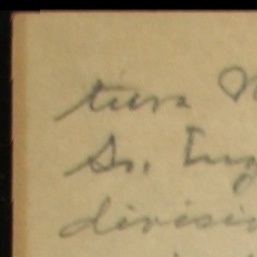 tura
Sr. Ing
divisi